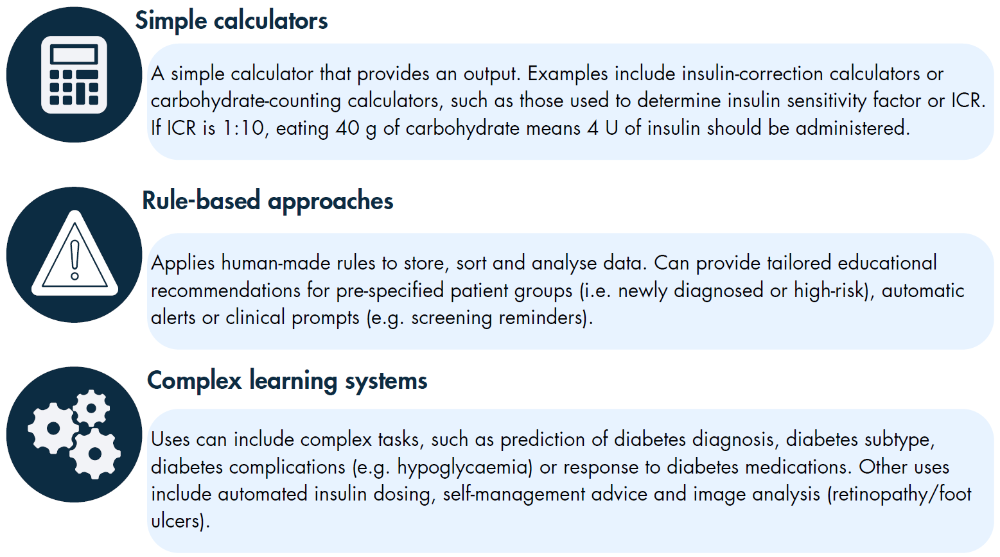 Simple calculators
A simple calculator that provides an output. Examples include insulin-correction calculators or
carbohydrate-counting calculators, such as those used to determine insulin sensitivity factor or ICR.
If ICR is 1:10, eating 40 g of carbohydrate means 4 U of insulin should be administered.
Rule-based approaches
Applies human-made rules to store, sort and analyse data. Can provide tailored educational
recommendations for pre-specified patient groups (i.e. newly diagnosed or high-risk), automatic
alerts or clinical prompts (e.g. screening reminders).
Complex learning systems
Uses can include complex tasks, such as prediction of diabetes diagnosis, diabetes subtype,
diabetes complications (e.g. hypoglycaemia) or response to diabetes medications. Other uses
include automated insulin dosing, self-management advice and image analysis (retinopathy/foot
ulcers).